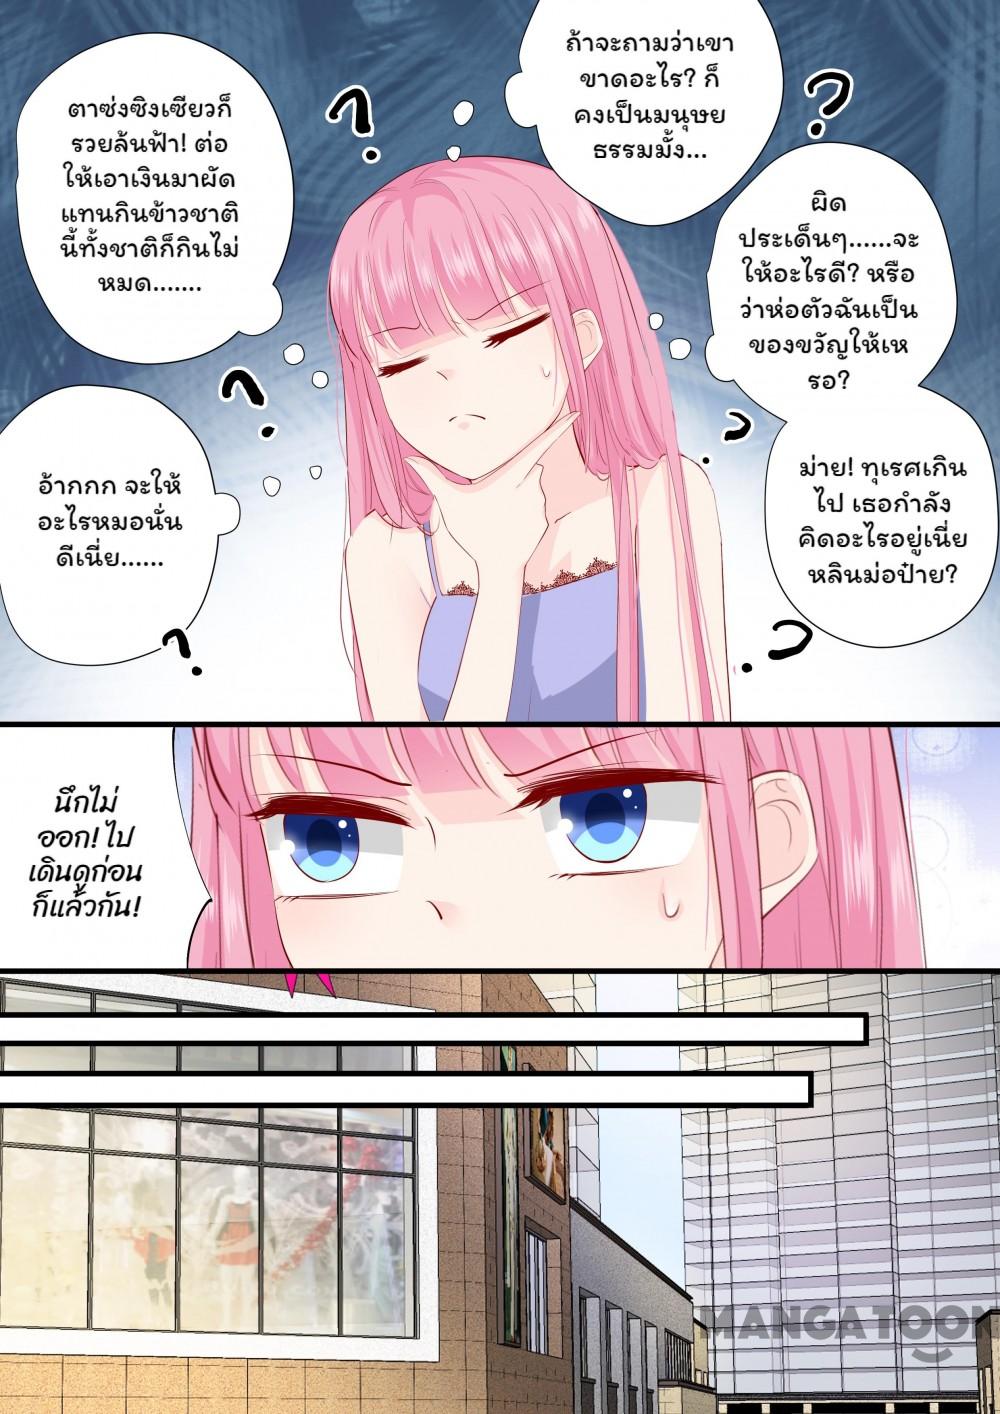 ตาซ่งซิงเซียวก็
รวยล้นฟ้า! ต่อ
ให้เอาเงินมาผัด
แทนกินข้าวชาติ
นี้ทั้งชาติก็กินไม่
หมด.......
ถ้าจะถามว่าเขา
ขาดอะไร? ก็
คงเป็นมนุษย
ธรรมมั้ง...
ผิด
ประเด็นๆ......จะ
ให้อะไรดี? หรือ
ว่าห่อตัวฉันเป็น
ของขวัญให้เห
รอ?
อ้ากกก จะให้
อะไรหมอนั่น
ดีเนี่ย......
ม่าย! ทุเรศเกิน
ไป เธอกำลัง
คิดอะไรอยู่เนี่ย
หลินม่อป๋าย?
นึกไม่
ออก! ไป
เดินดูก่อน
ก็แล้วกัน!
MANGATOON